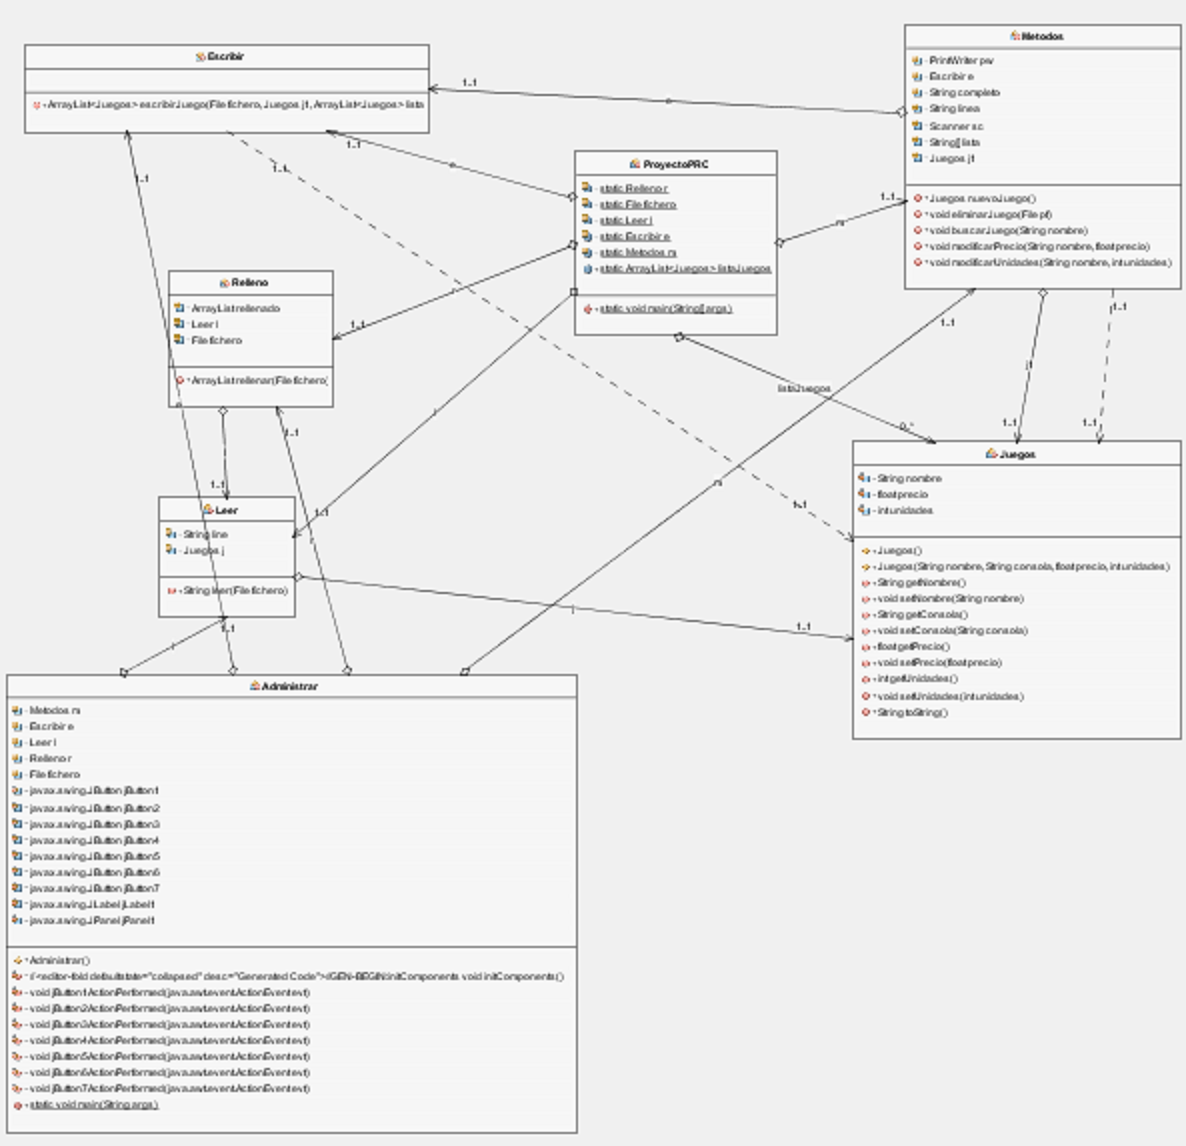 Escribir
+ ArrayList<Juegos> escribirJuego(File fichero, Juegos j1, ArrayList<Juegos> lista
Metodos
- PrintWriter pw
- Escribir e
- String completo
- String linea
- Scanner sc
- String[] lista
- Juegos j1
+ Juegos nuevoJuego()
+ void eliminarJuego(File pf)
+ void buscarJuego(String nombre)
+ void modificarPrecio(String nombre, float precio)
+ void modificarUnidades(String nombre, int unidades)
ProyectoPRC
- static Relleno r
- static File fichero
- static Leer l
- static Escribir e
- static Metodos m
+ static ArrayList<Juegos> listaJuegos
+ static void main(String[] args)
Relleno
- ArrayList rellenado
- Leer l
- File fichero
+ ArrayList rellenar(File fichero)
Leer
- String line
- Juegos j
+ String leer(File fichero)
Juegos
- String nombre
- float precio
- int unidades
+ Juegos()
+ Juegos(String nombre, String consola, float precio, int unidades)
+ String getNombre()
+ void setNombre(String nombre)
+ String getConsola()
+ void setConsola(String consola)
+ float getPrecio()
+ void setPrecio(float precio)
+ int getUnidades()
+ void setUnidades(int unidades)
+ String toString()
Administrar
- Metodos m
- Escribir e
- Leer l
- Relleno r
- File fichero
- javax.swing.JButton jButton1
- javax.swing.JButton jButton2
- javax.swing.JButton jButton3
- javax.swing.JButton jButton4
- javax.swing.JButton jButton5
- javax.swing.JButton jButton6
- javax.swing.JButton jButton7
- javax.swing.JLabel jLabel1
- javax.swing.JPanel jPanel1
+ Administrar()
- // <editor-fold defaultstate="collapsed" desc="Generated Code">//GEN-BEGIN:initComponents void initComponents()
- void jButton1ActionPerformed(java.awt.event.ActionEvent evt)
- void jButton2ActionPerformed(java.awt.event.ActionEvent evt)
- void jButton3ActionPerformed(java.awt.event.ActionEvent evt)
- void jButton4ActionPerformed(java.awt.event.ActionEvent evt)
- void jButton5ActionPerformed(java.awt.event.ActionEvent evt)
- void jButton6ActionPerformed(java.awt.event.ActionEvent evt)
- void jButton7ActionPerformed(java.awt.event.ActionEvent evt)
+ static void main(String args)
1..1
e
1..1
1..1
e
1..1
1..1
m
1..1
1..1
1..1
listaJuegos
0..*
j1
1..1
1..1
1..1
1..1
l
1..1
m
1..1
j
1..1
1..1